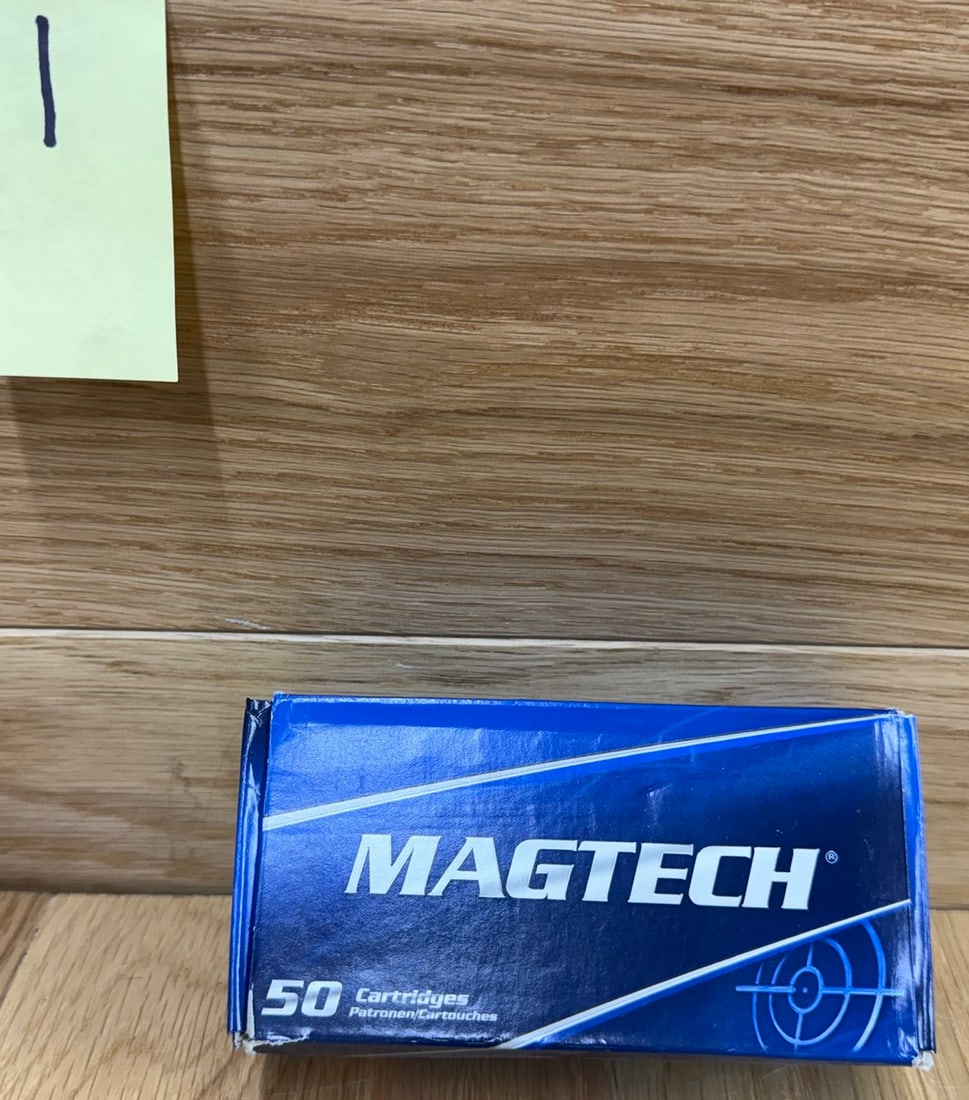 1
MAGTECH®
50 Cartridges
Patronen/Cartouches